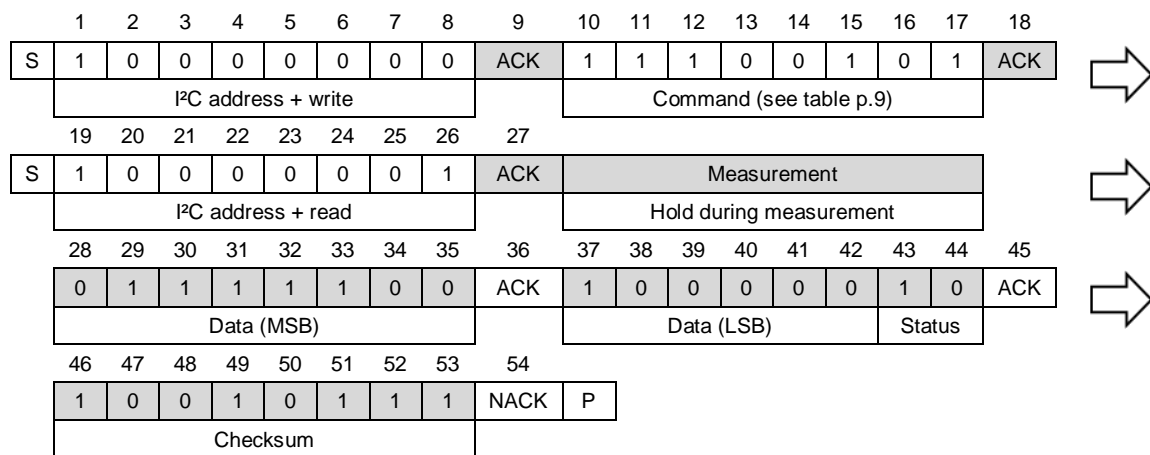 1 2 3 4 5 6 7 8 9 10 11 12 13 14 15 16 17 18
S 1 0 0 0 0 0 0 0 ACK 1 1 1 0 0 1 0 1 ACK
I²C address + write Command (see table p.9)
19 20 21 22 23 24 25 26 27
S 1 0 0 0 0 0 0 1 ACK Measurement
I²C address + read Hold during measurement
28 29 30 31 32 33 34 35 36 37 38 39 40 41 42 43 44 45
0 1 1 1 1 1 0 0 ACK 1 0 0 0 0 0 1 0 ACK
Data (MSB) Data (LSB) Status
46 47 48 49 50 51 52 53 54
1 0 0 1 0 1 1 1 NACK P
Checksum